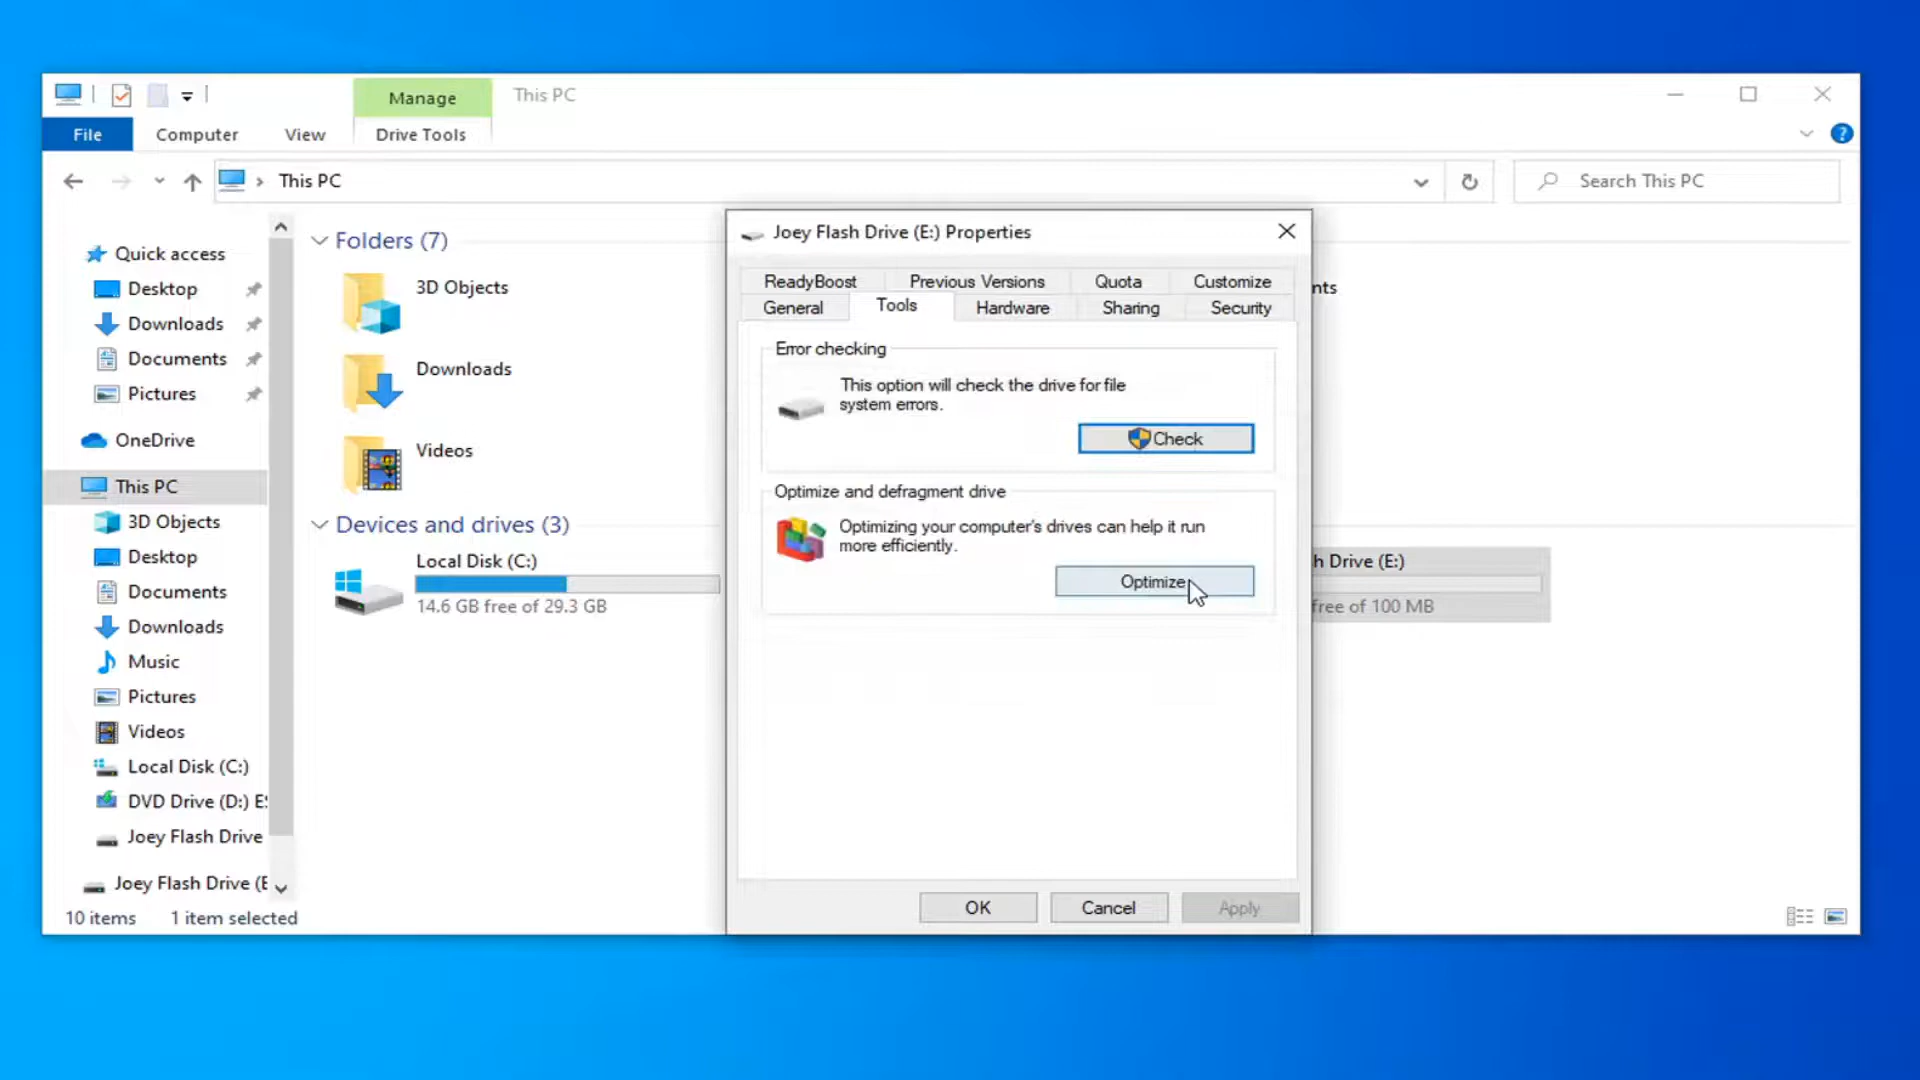 Manage
This PC
File
Computer
View
Drive Tools
This PC
Search This PC
Quick access
Desktop
Downloads
Documents
Pictures
OneDrive
This PC
3D Objects
Desktop
Documents
Downloads
Music
Pictures
Videos
Local Disk (C:)
DVD Drive (D:) E
Joey Flash Drive
Joey Flash Drive (E
10 items
1 item selected
Folders (7)
3D Objects
Downloads
Videos
Devices and drives (3)
Local Disk (C:)
14.6 GB free of 29.3 GB
nts
h Drive (E:)
free of 100 MB
Joey Flash Drive (E:) Properties
ReadyBoost
Previous Versions
Quota
Customize
General
Tools
Hardware
Sharing
Security
Error checking
This option will check the drive for file
system errors.
Check
Optimize and defragment drive
Optimizing your computer's drives can help it run
more efficiently.
Optimize
OK
Cancel
Apply